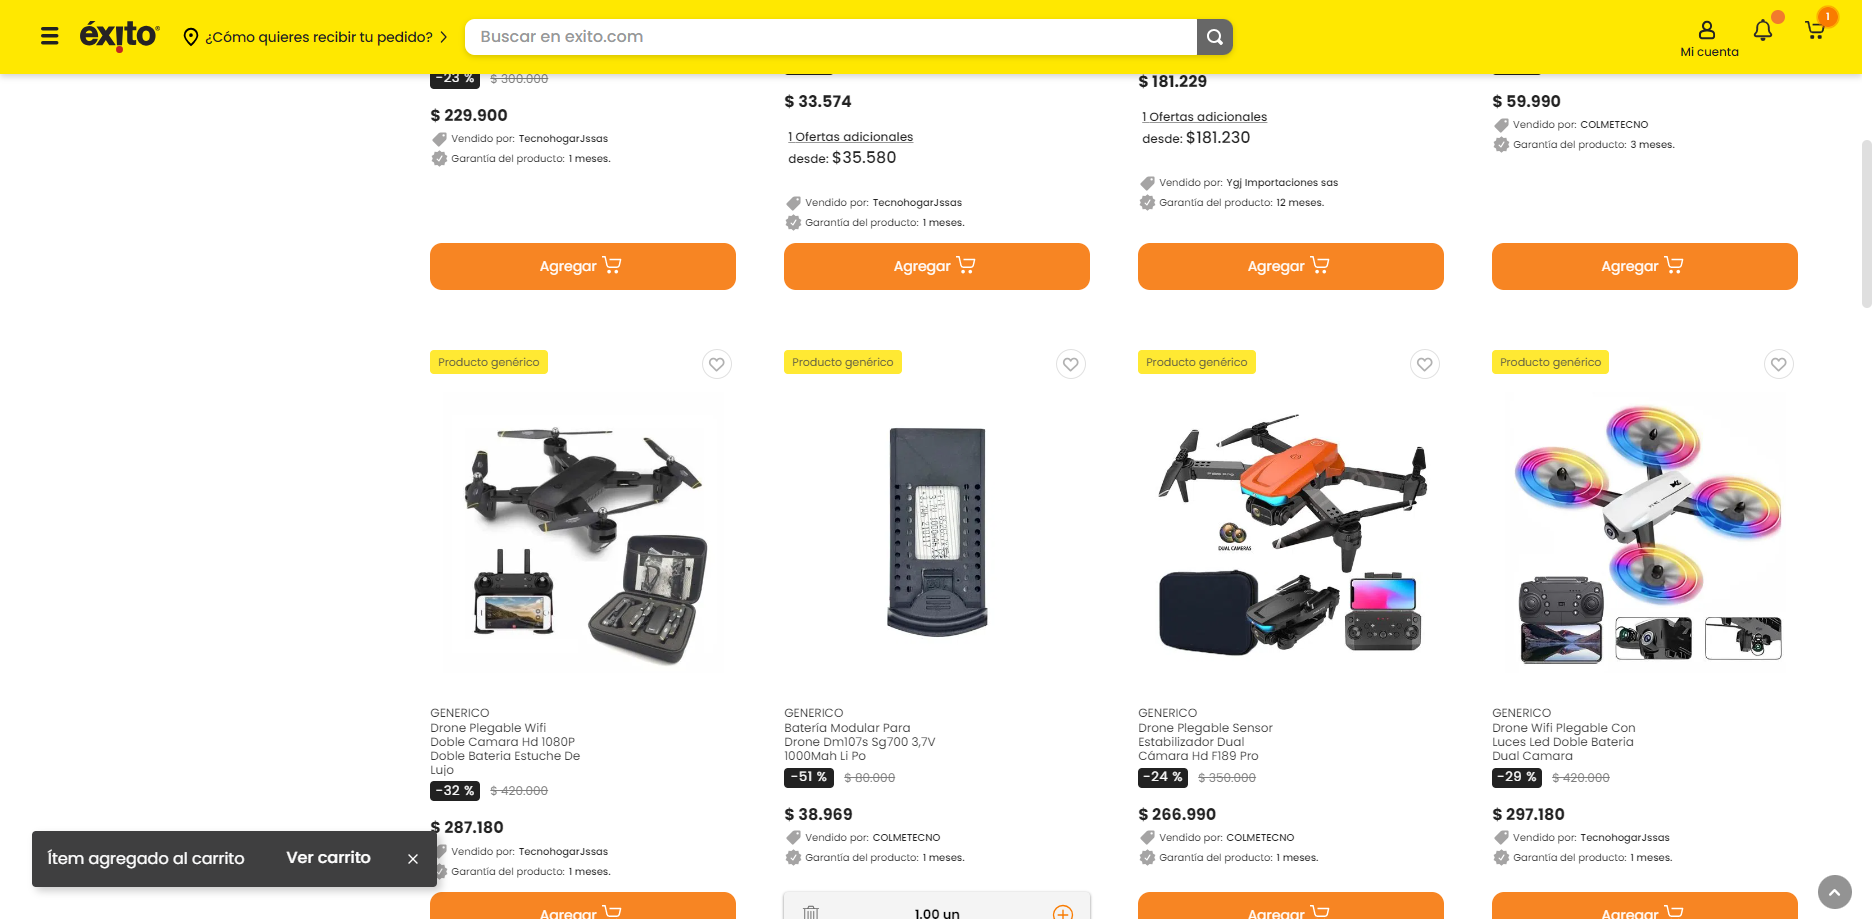 éxito
¿Cómo quieres recibir tu pedido?
Buscar en exito.com
Mi cuenta
1
-23 %
$ 300.000
$ 229.900
Vendido por: TecnohogarJssas
Garantía del producto: 1 meses.
Agregar
$ 33.574
1 Ofertas adicionales
desde: $35.580
Vendido por: TecnohogarJssas
Garantía del producto: 1 meses.
Agregar
$ 181.229
1 Ofertas adicionales
desde: $181.230
Vendido por: Ygj Importaciones sas
Garantía del producto: 12 meses.
Agregar
$ 59.990
Vendido por: COLMETECNO
Garantía del producto: 3 meses.
Agregar
Producto genérico
GENERICO
Drone Plegable Wifi
Doble Camara Hd 1080P
Doble Bateria Estuche De
Lujo
-32 %
$ 420.000
$ 287.180
Vendido por: TecnohogarJssas
Garantía del producto: 1 meses.
Agregar
Producto genérico
GENERICO
Batería Modular Para
Drone Dm107s Sg700 3,7V
1000Mah Li Po
-51 %
$ 80.000
$ 38.969
Vendido por: COLMETECNO
Garantía del producto: 1 meses.
1.00 un
Producto genérico
DUAL CAMERAS
GENERICO
Drone Plegable Sensor
Estabilizador Dual
Cámara Hd F189 Pro
-24 %
$ 350.000
$ 266.990
Vendido por: COLMETECNO
Garantía del producto: 1 meses.
Agregar
Producto genérico
GENERICO
Drone Wifi Plegable Con
Luces Led Doble Batería
Dual Camara
-29 %
$ 420.000
$ 297.180
Vendido por: TecnohogarJssas
Garantía del producto: 1 meses.
Agregar
Ítem agregado al carrito
Ver carrito